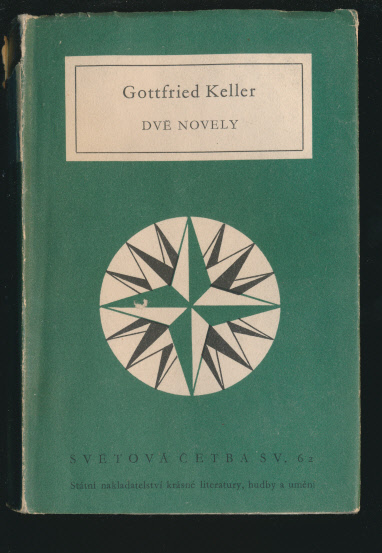 Gottfried Keller
DVĚ NOVELY
SVĚTOVÁ ČETBA SV. 62
Státní nakladatelství krásné literatury, hudby a umění